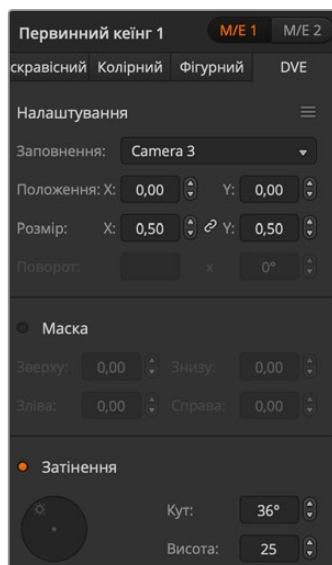 Первинний кеїнг 1 M/E 1 M/E 2
скравісний Колірний Фігурний DVE
Налаштування
Заповнення: Camera 3
Положення: X: 0,00 Y: 0,00
Розмір: X: 0,50 Y: 0,50
Поворот: x 0°
Маска
Зверху: 0,00 Знизу: 0,00
Зліва: 0,00 Справа: 0,00
Затінення
Кут: 36°
Висота: 25